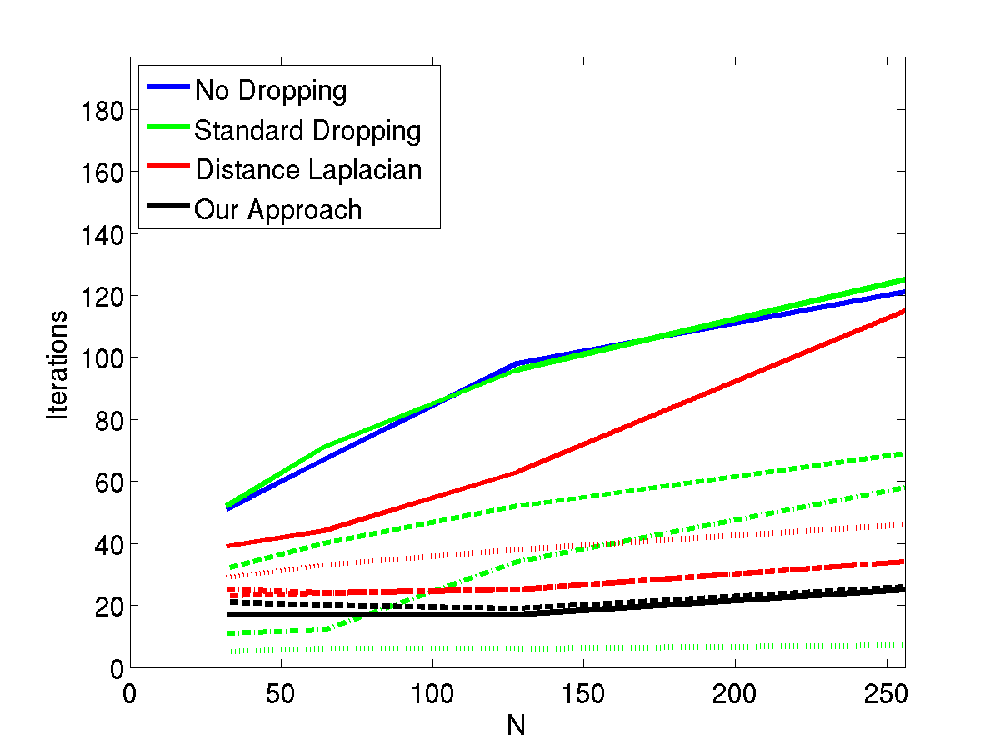 No Dropping
Standard Dropping
Distance Laplacian
Our Approach
180
160
140
120
100
80
60
40
20
0
Iterations
0 50 100 150 200 250
N